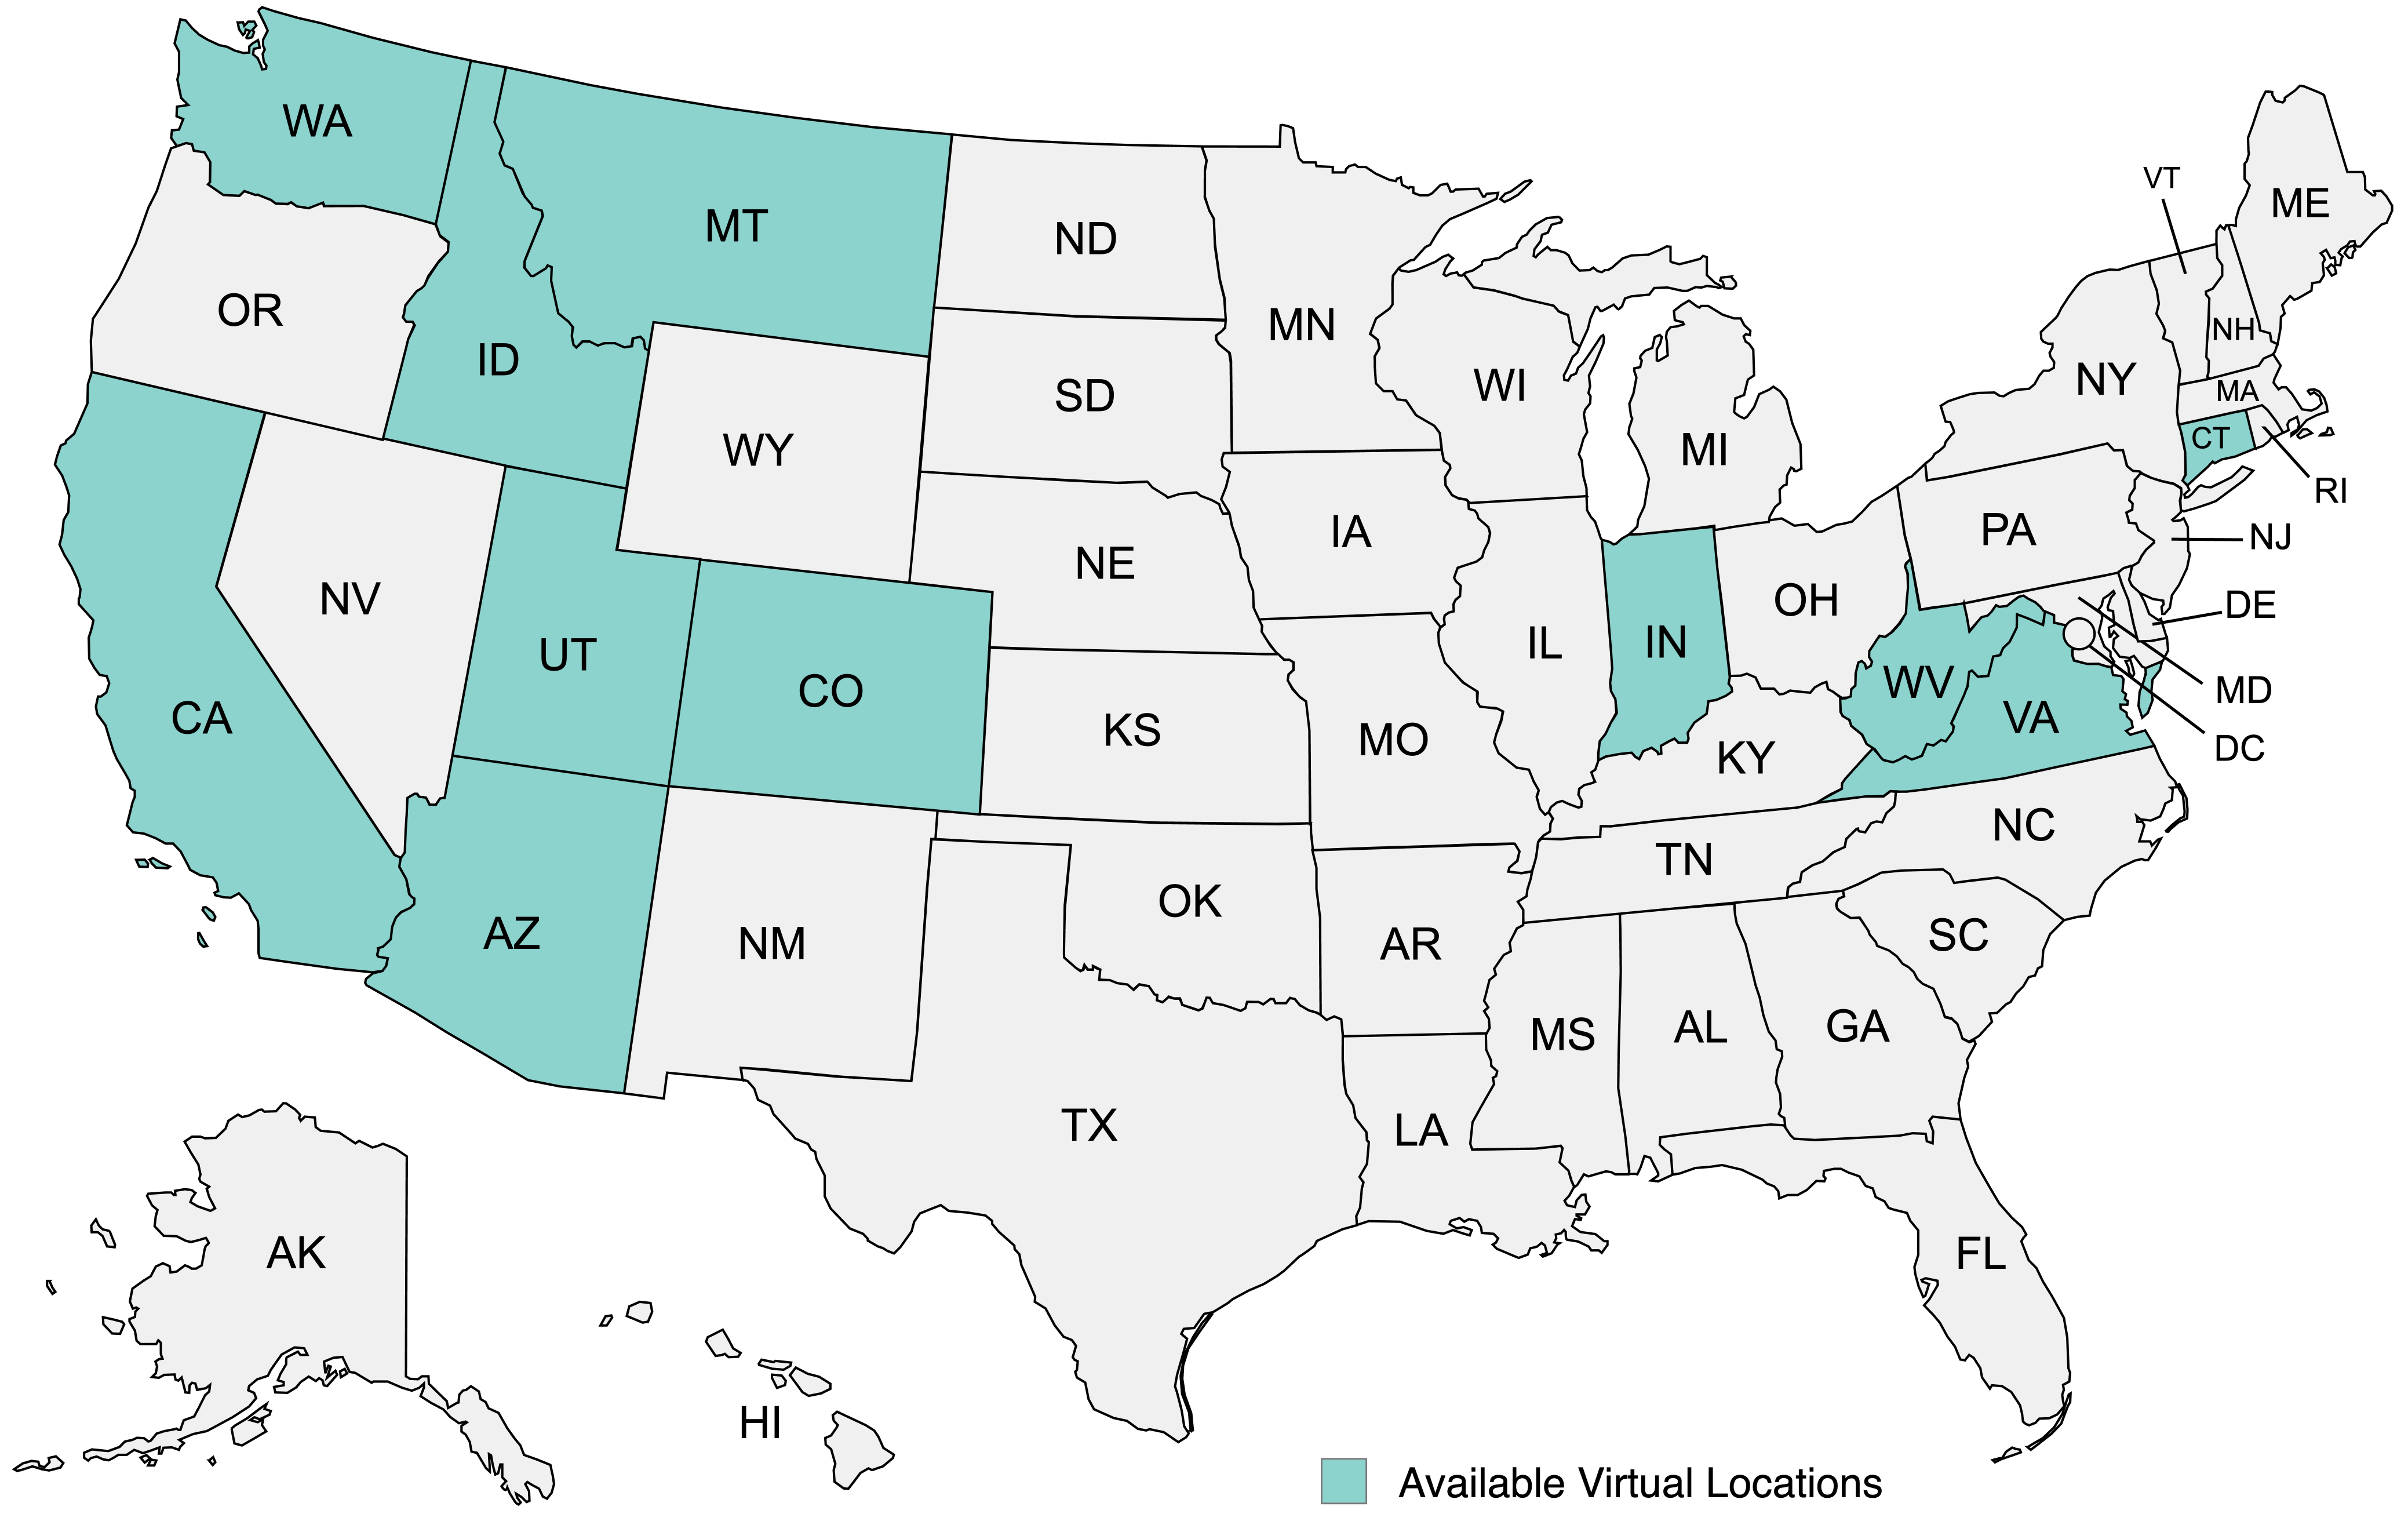 WA
MT
ND
OR
ID
MN
VT
ME
SD
WI
NY
NH
MA
WY
MI
CT
RI
NV
NE
IA
PA
NJ
UT
CO
IL
IN
OH
DE
CA
KS
MO
KY
WV
VA
MD
DC
AZ
NM
OK
AR
TN
NC
SC
TX
LA
MS
AL
GA
FL
AK
HI
Available Virtual Locations